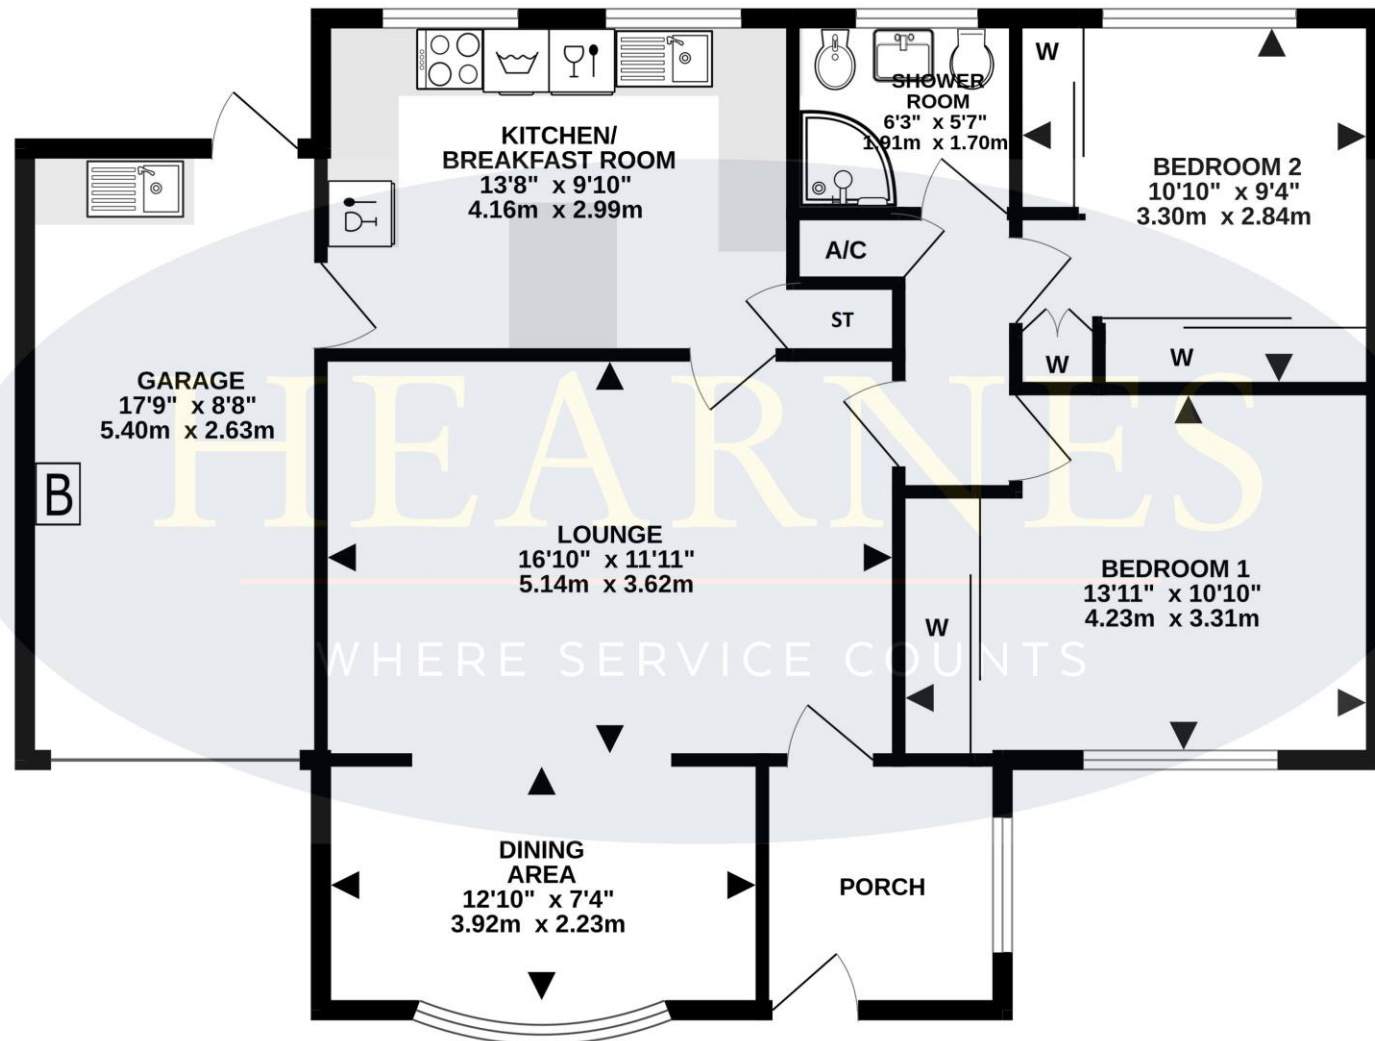 KITCHEN/
BREAKFAST ROOM
13'8" x 9'10"
4.16m x 2.99m
SHOWER
ROOM
6'3" x 5'7"
1.91m x 1.70m
W
BEDROOM 2
10'10" x 9'4"
3.30m x 2.84m
A/C
ST
W
W
GARAGE
17'9" x 8'8"
5.40m x 2.63m
B
HEARNES
WHERE SERVICE COUNTS
LOUNGE
16'10" x 11'11"
5.14m x 3.62m
W
BEDROOM 1
13'11" x 10'10"
4.23m x 3.31m
DINING
AREA
12'10" x 7'4"
3.92m x 2.23m
PORCH